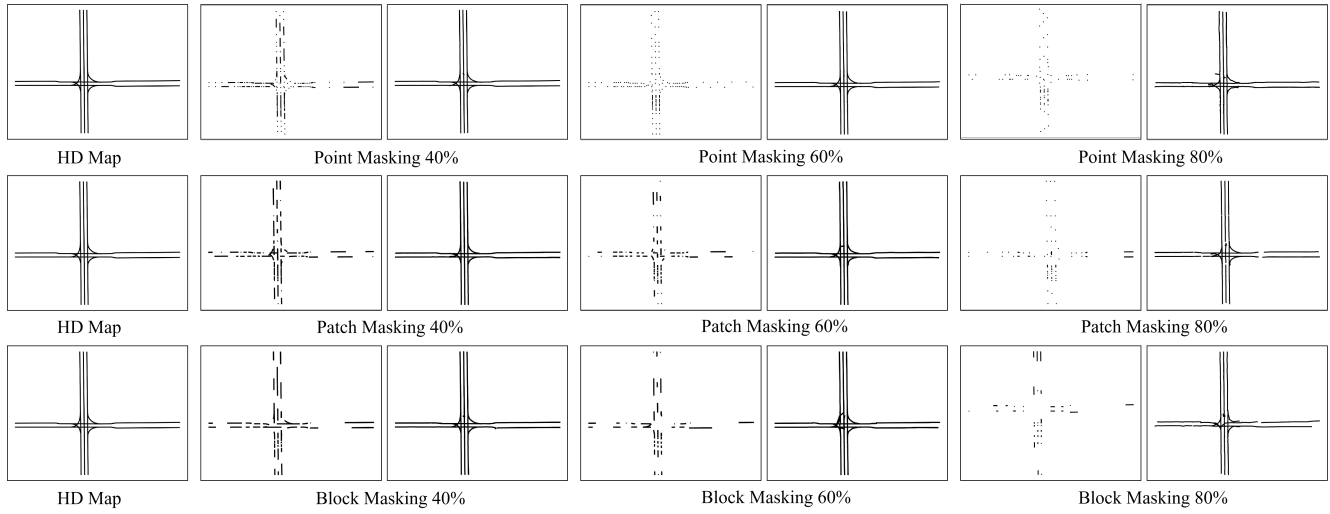 HD Map Point Masking 40% Point Masking 60% Point Masking 80%
HD Map Patch Masking 40% Patch Masking 60% Patch Masking 80%
HD Map Block Masking 40% Block Masking 60% Block Masking 80%